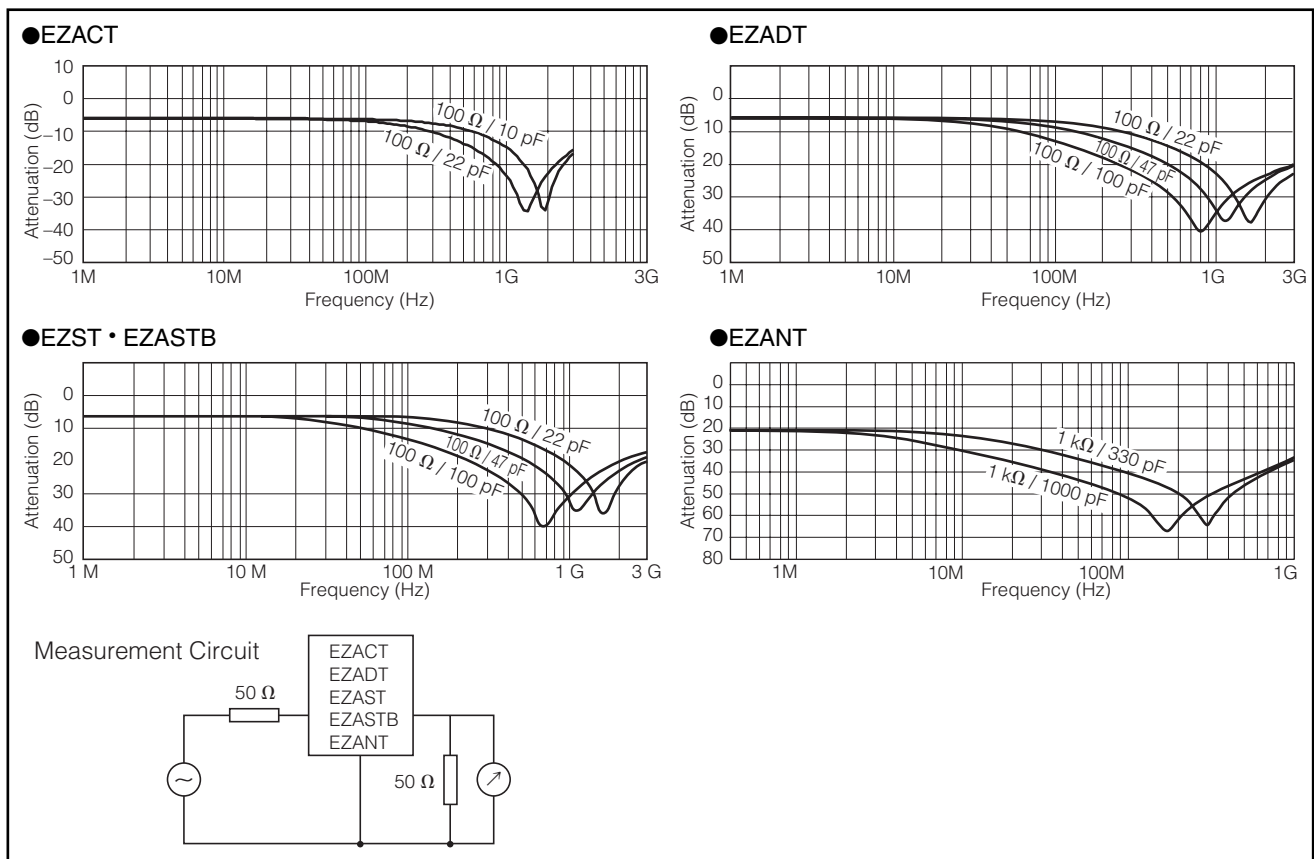 ●EZACT
10
0
–10
–20
–30
–40
–50
Attenuation (dB)
100 Ω / 10 pF
100 Ω / 22 pF
1M
10M
100M
1G
3G
Frequency (Hz)
●EZADT
0
10
20
30
40
50
Attenuation (dB)
100 Ω / 22 pF
100 Ω / 47 pF
100 Ω / 100 pF
1M
10M
100M
1G
3G
Frequency (Hz)
●EZST・EZASTB
0
10
20
30
40
50
Attenuation (dB)
100 Ω / 22 pF
100 Ω / 47 pF
100 Ω / 100 pF
1 M
10 M
100 M
1 G
3 G
Frequency (Hz)
●EZANT
0
10
20
30
40
50
60
70
80
Attenuation (dB)
1 kΩ / 330 pF
1 kΩ / 1000 pF
1M
10M
100M
1G
Frequency (Hz)
Measurement Circuit
50 Ω
EZACT
EZADT
EZAST
EZASTB
EZANT
50 Ω